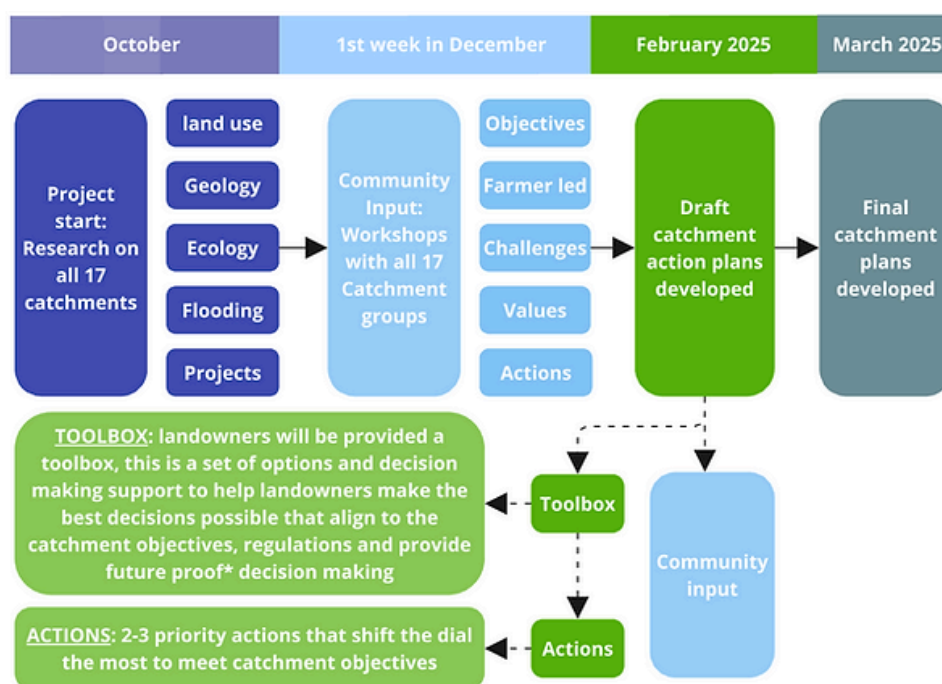 October
1st week in December
February 2025
March 2025
Project
start:
Research on
all 17
catchments
land use
Geology
Ecology
Flooding
Projects
Community
Input:
Workshops
with all 17
Catchment
groups
Objectives
Farmer led
Challenges
Values
Actions
Draft
catchment
action plans
developed
Final
catchment
plans
developed
TOOLBOX: landowners will be provided a
toolbox, this is a set of options and decision
making support to help landowners make the
best decisions possible that align to the
catchment objectives, regulations and provide
future proof* decision making
Toolbox
Community
input
ACTIONS: 2-3 priority actions that shift the dial
the most to meet catchment objectives
Actions